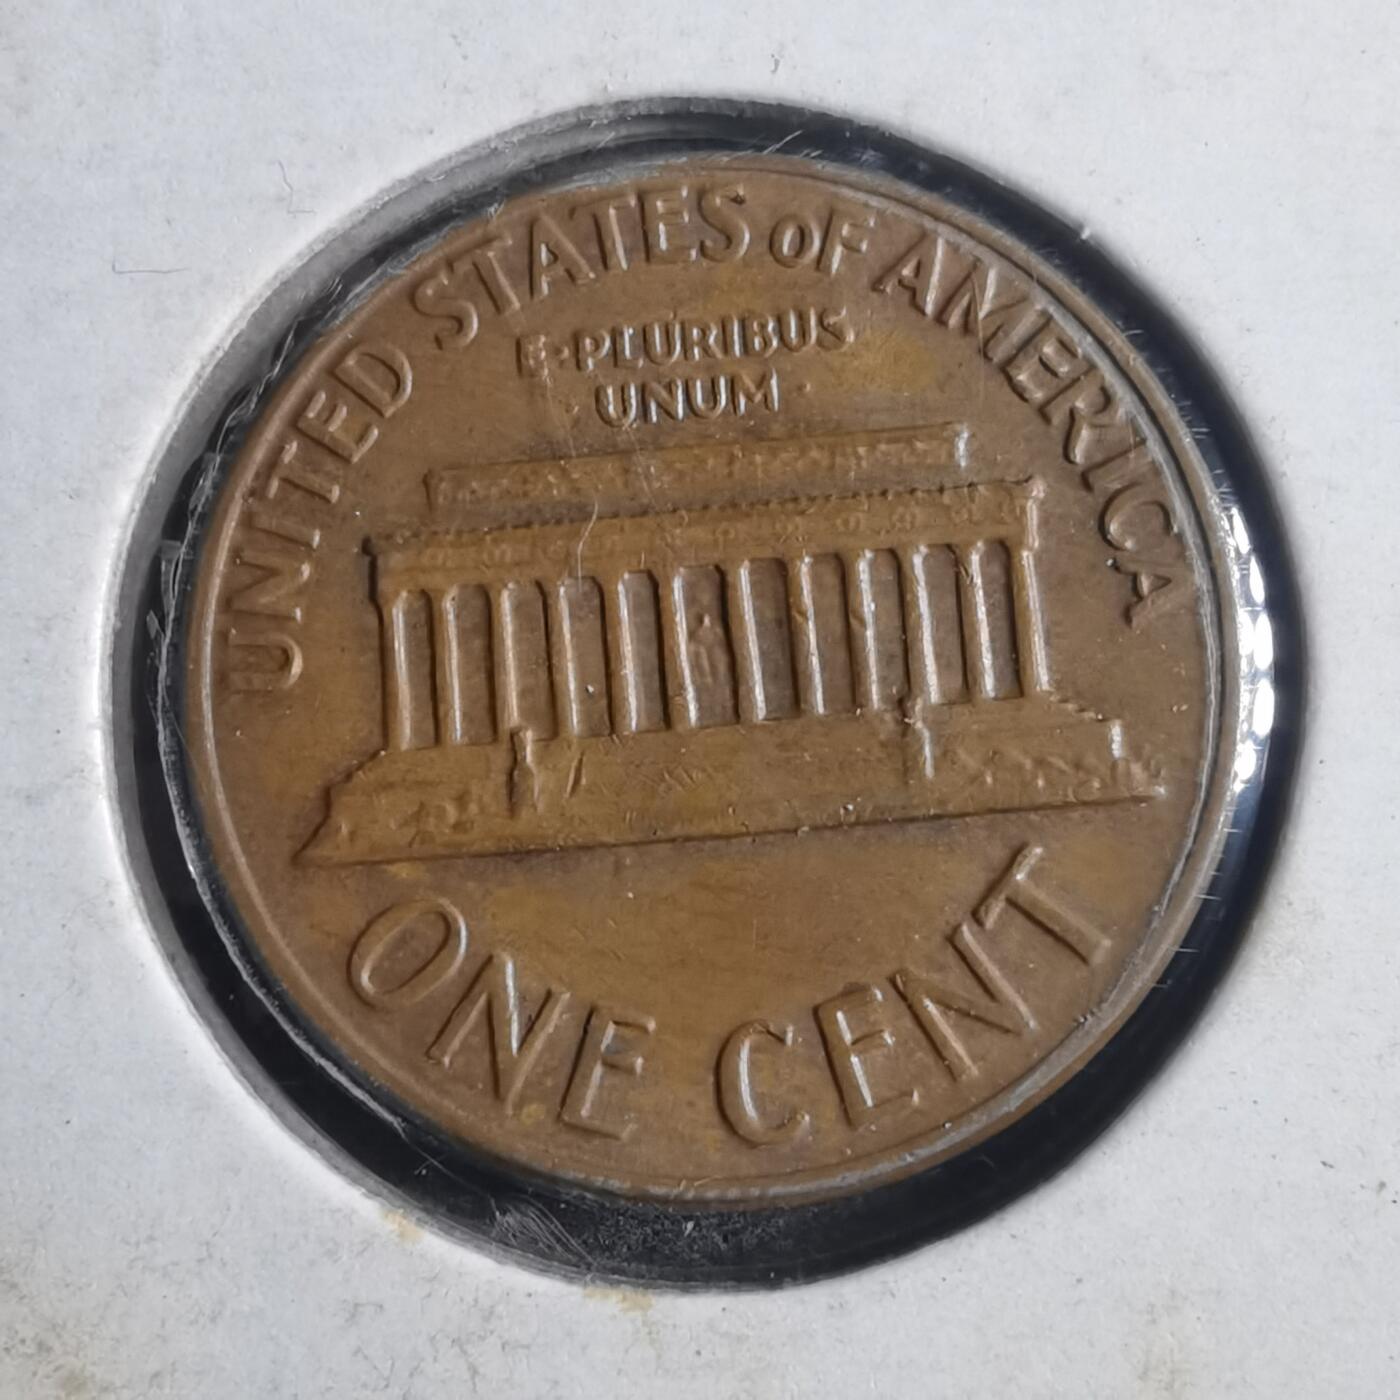 UNITED STATES oF AMERICA
E·PLURIBUS
UNUM
ONE CENT